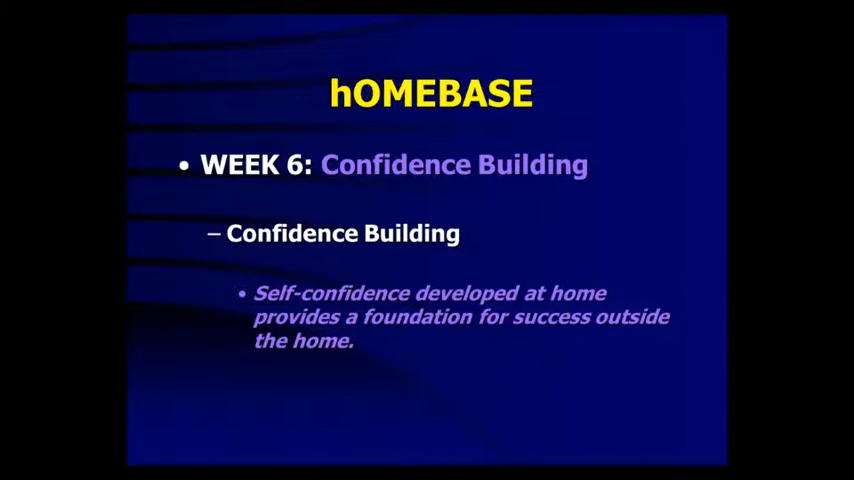 hOMEBASE
• WEEK 6: Confidence Building
– Confidence Building
• Self-confidence developed at home
provides a foundation for success outside
the home.